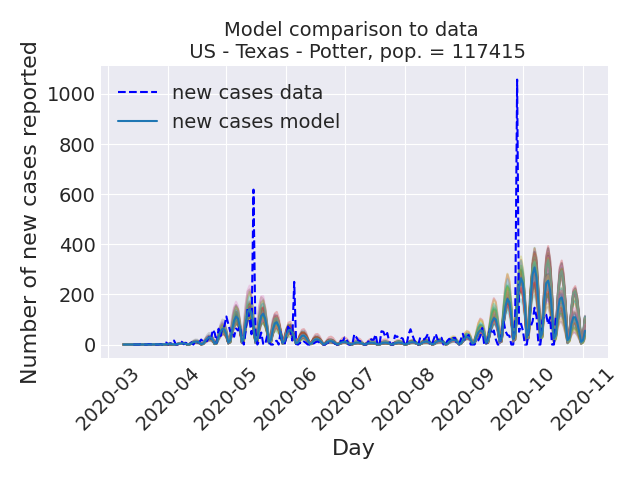 Model comparison to data
US - Texas - Potter, pop. = 117415
Number of new cases reported
1000
800
600
400
200
0
new cases data
new cases model
2020-03
2020-04
2020-05
2020-06
2020-07
2020-08
2020-09
2020-10
2020-11
Day